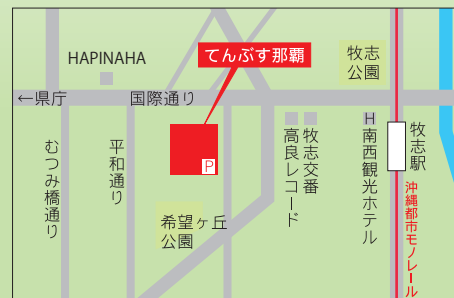 HAPINAHA
てんぶす那覇
牧志
公園
←県庁
国際通り
むつみ橋通り
平和通り
P
希望ヶ丘
公園
高良レコード
牧志交番
H
南西観光ホテル
牧志駅
沖縄都市モノレール